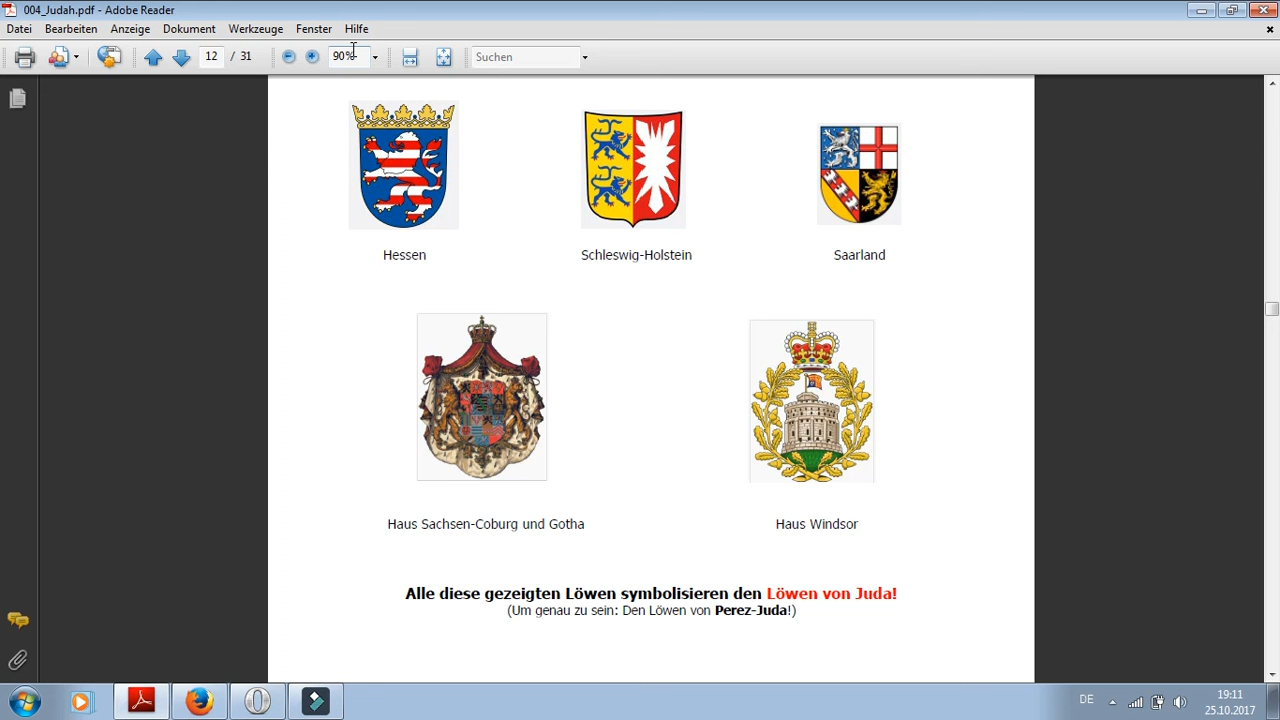 004_Judah.pdf - Adobe Reader
Datei Bearbeiten Anzeige Dokument Werkzeuge Fenster Hilfe
12 / 31 90% Suchen
Hessen Schleswig-Holstein Saarland
Haus Sachsen-Coburg und Gotha Haus Windsor
Alle diese gezeigten Löwen symbolisieren den Löwen von Juda!
(Um genau zu sein: Den Löwen von Perez-Juda!)
DE 19:11
25.10.2017